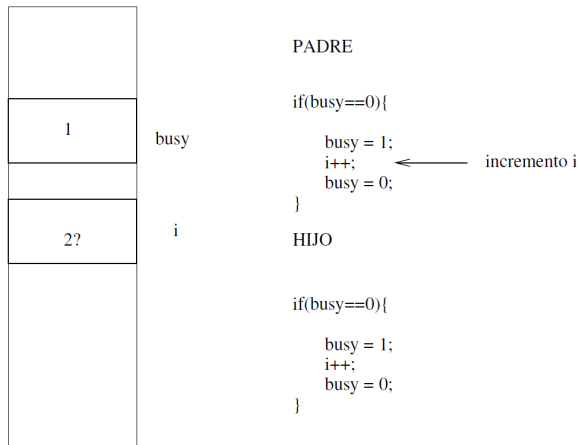 PADRE
if(busy==0){
1
busy
busy = 1;
i++;
incremento i
busy = 0;
}
2?
i
HIJO
if(busy==0){
busy = 1;
i++;
busy = 0;
}